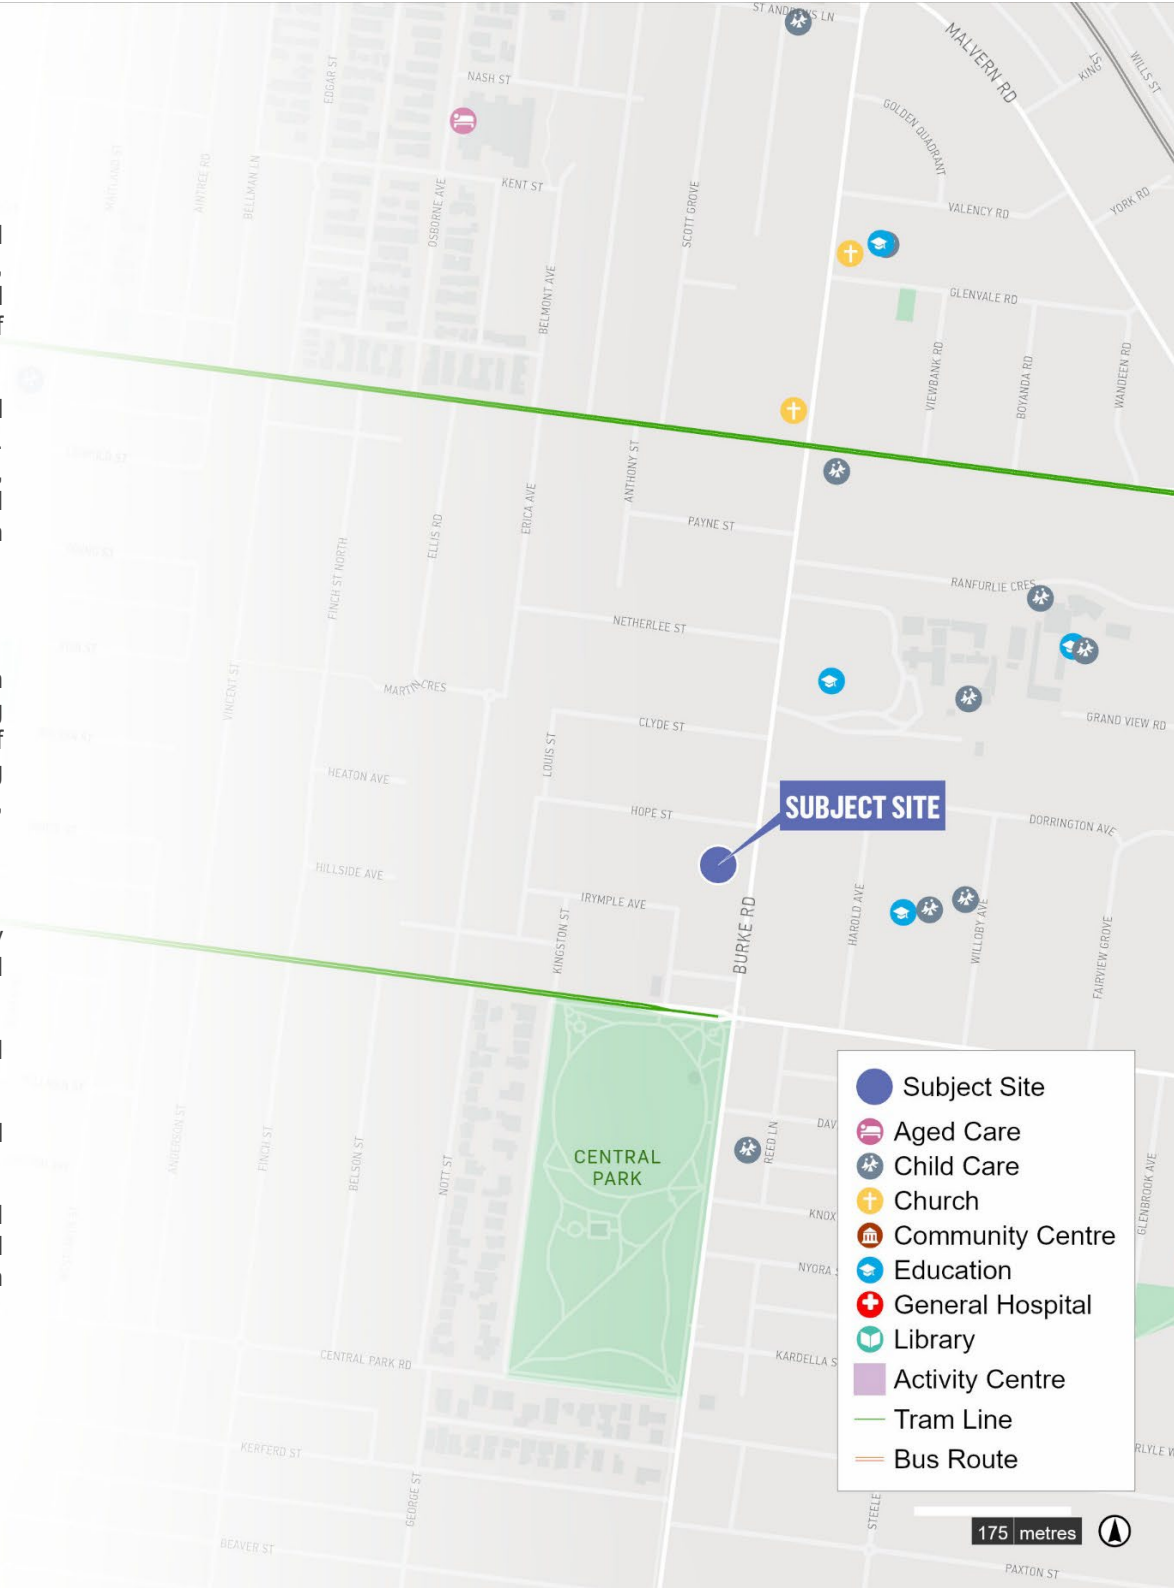 ST ANDREWS LN
MALVERN RD
KING ST
WILLS ST
EDGAR ST
NASH ST
GOLDEN QUADRANT
MAITLAND ST
AINTREE RD
BELLMAN LN
OSBORNE AVE
KENT ST
SCOTT GROVE
VALENCY RD
YORK RD
BELMONT AVE
GLENVALE RD
VIEWBANK RD
BOYANDA RD
WANDEEN RD
ANTHONY ST
ERICA AVE
ELLIS RD
PAYNE ST
FINCH ST NORTH
RANFURLIE CRES
NETHERLEE ST
VINCENT ST
MARTIN CRES
CLYDE ST
GRAND VIEW RD
LOUIS ST
HEATON AVE
HOPE ST
SUBJECT SITE
DORRINGTON AVE
HILLSIDE AVE
IRYMPLE AVE
KINGSTON ST
BURKE RD
HAROLD AVE
WILLOBY AVE
FAIRVIEW GROVE
ANDERSON ST
FINCH ST
BELSON ST
NOTT ST
CENTRAL
PARK
REED LN
DAV
KNOX
NYORA S
KARDELLA S
GLENBROOK AVE
Subject Site
Aged Care
Child Care
Church
Community Centre
Education
General Hospital
Library
Activity Centre
Tram Line
Bus Route
CENTRAL PARK RD
KERFERD ST
GEORGE ST
BEAVER ST
STEELE
RLYLE
175 metres
PAXTON ST